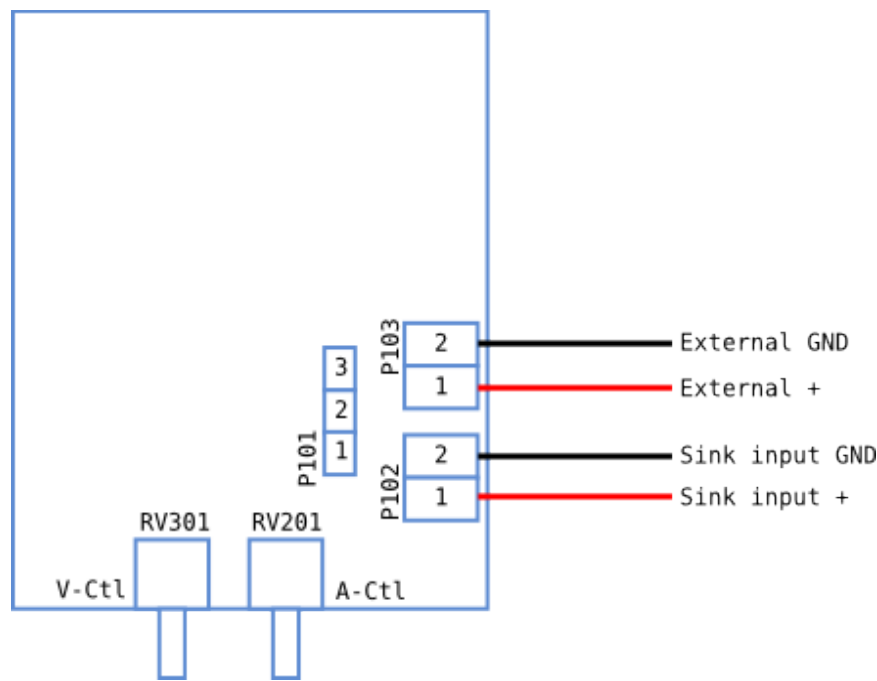 P103
2
External GND
1
External +
3
2
1
P101
P102
2
Sink input GND
1
Sink input +
RV301
RV201
V-Ctl
A-Ctl